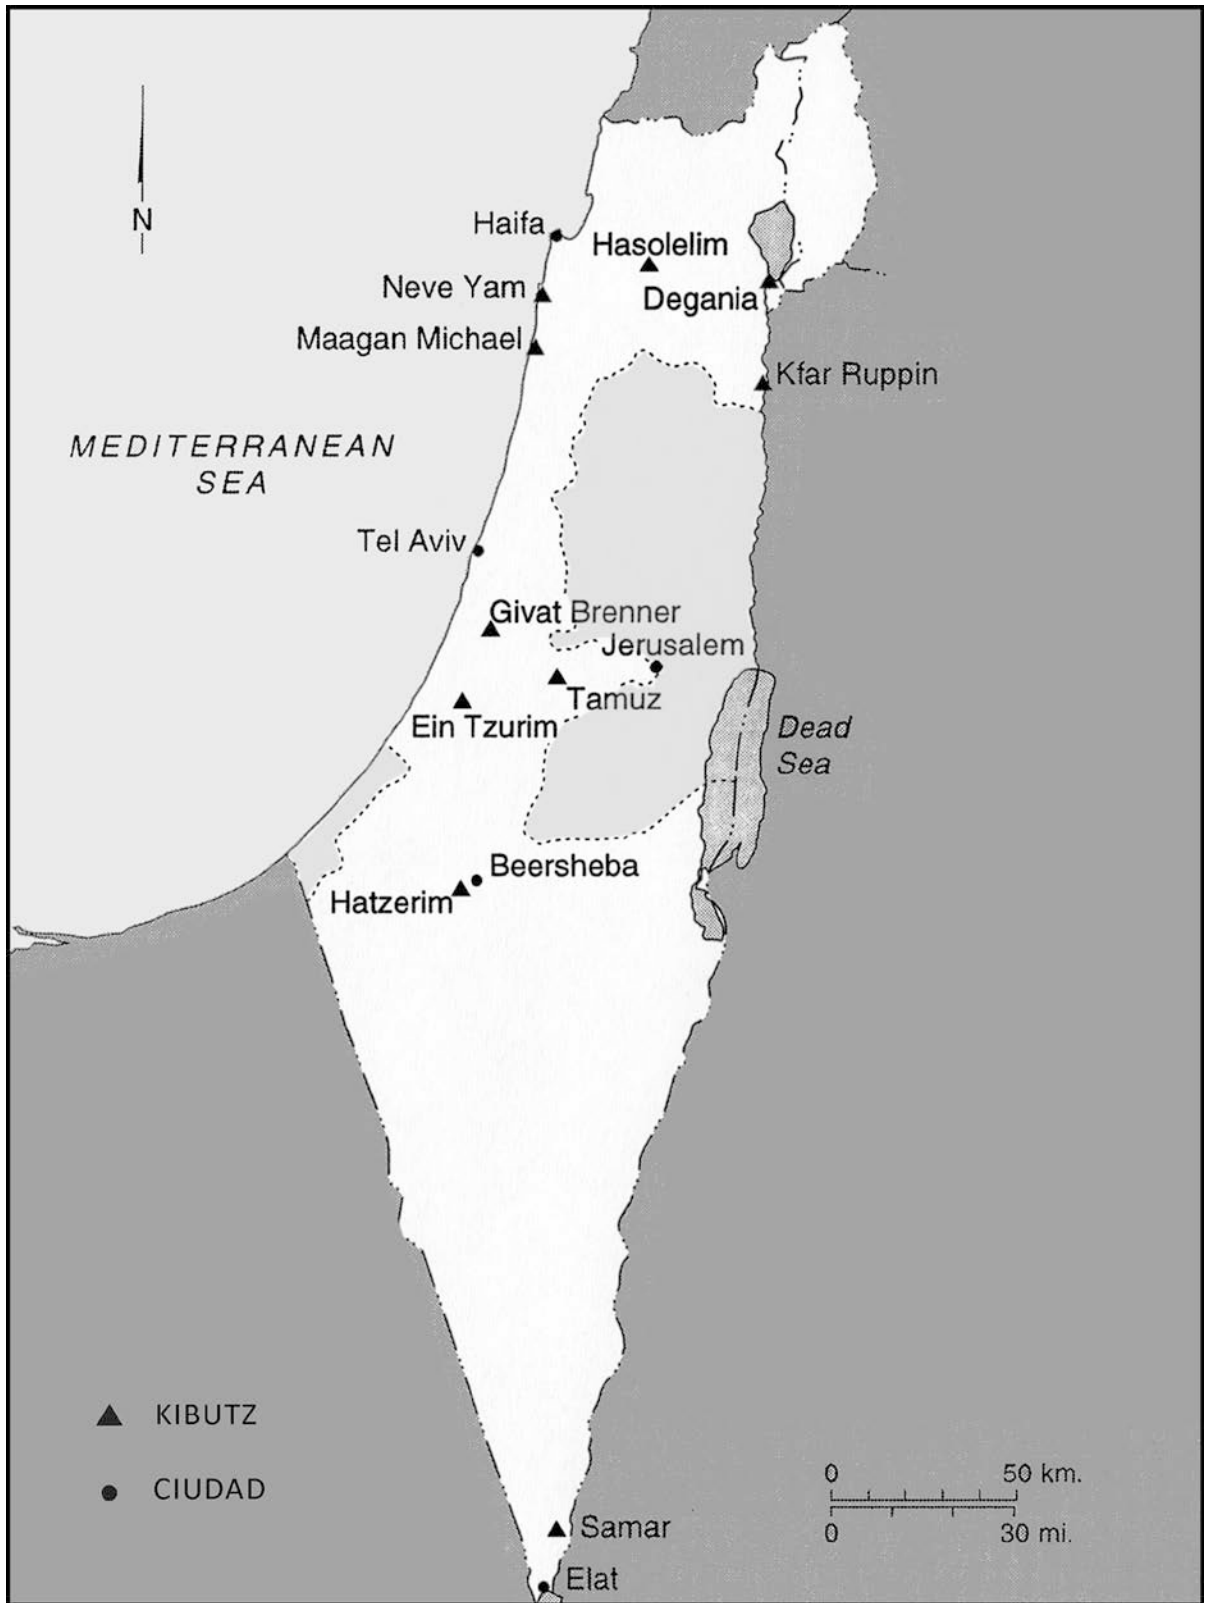 N
Haifa
Hasolelim
Neve Yam
Degania
Maagan Michael
Kfar Ruppin
MEDITERRANEAN
SEA
Tel Aviv
Givat Brenner
Jerusalem
Tamuz
Ein Tzurim
Dead
Sea
Beersheba
Hatzerim
KIBUTZ
CIUDAD
0 50 km.
0 30 mi.
Samar
Elat